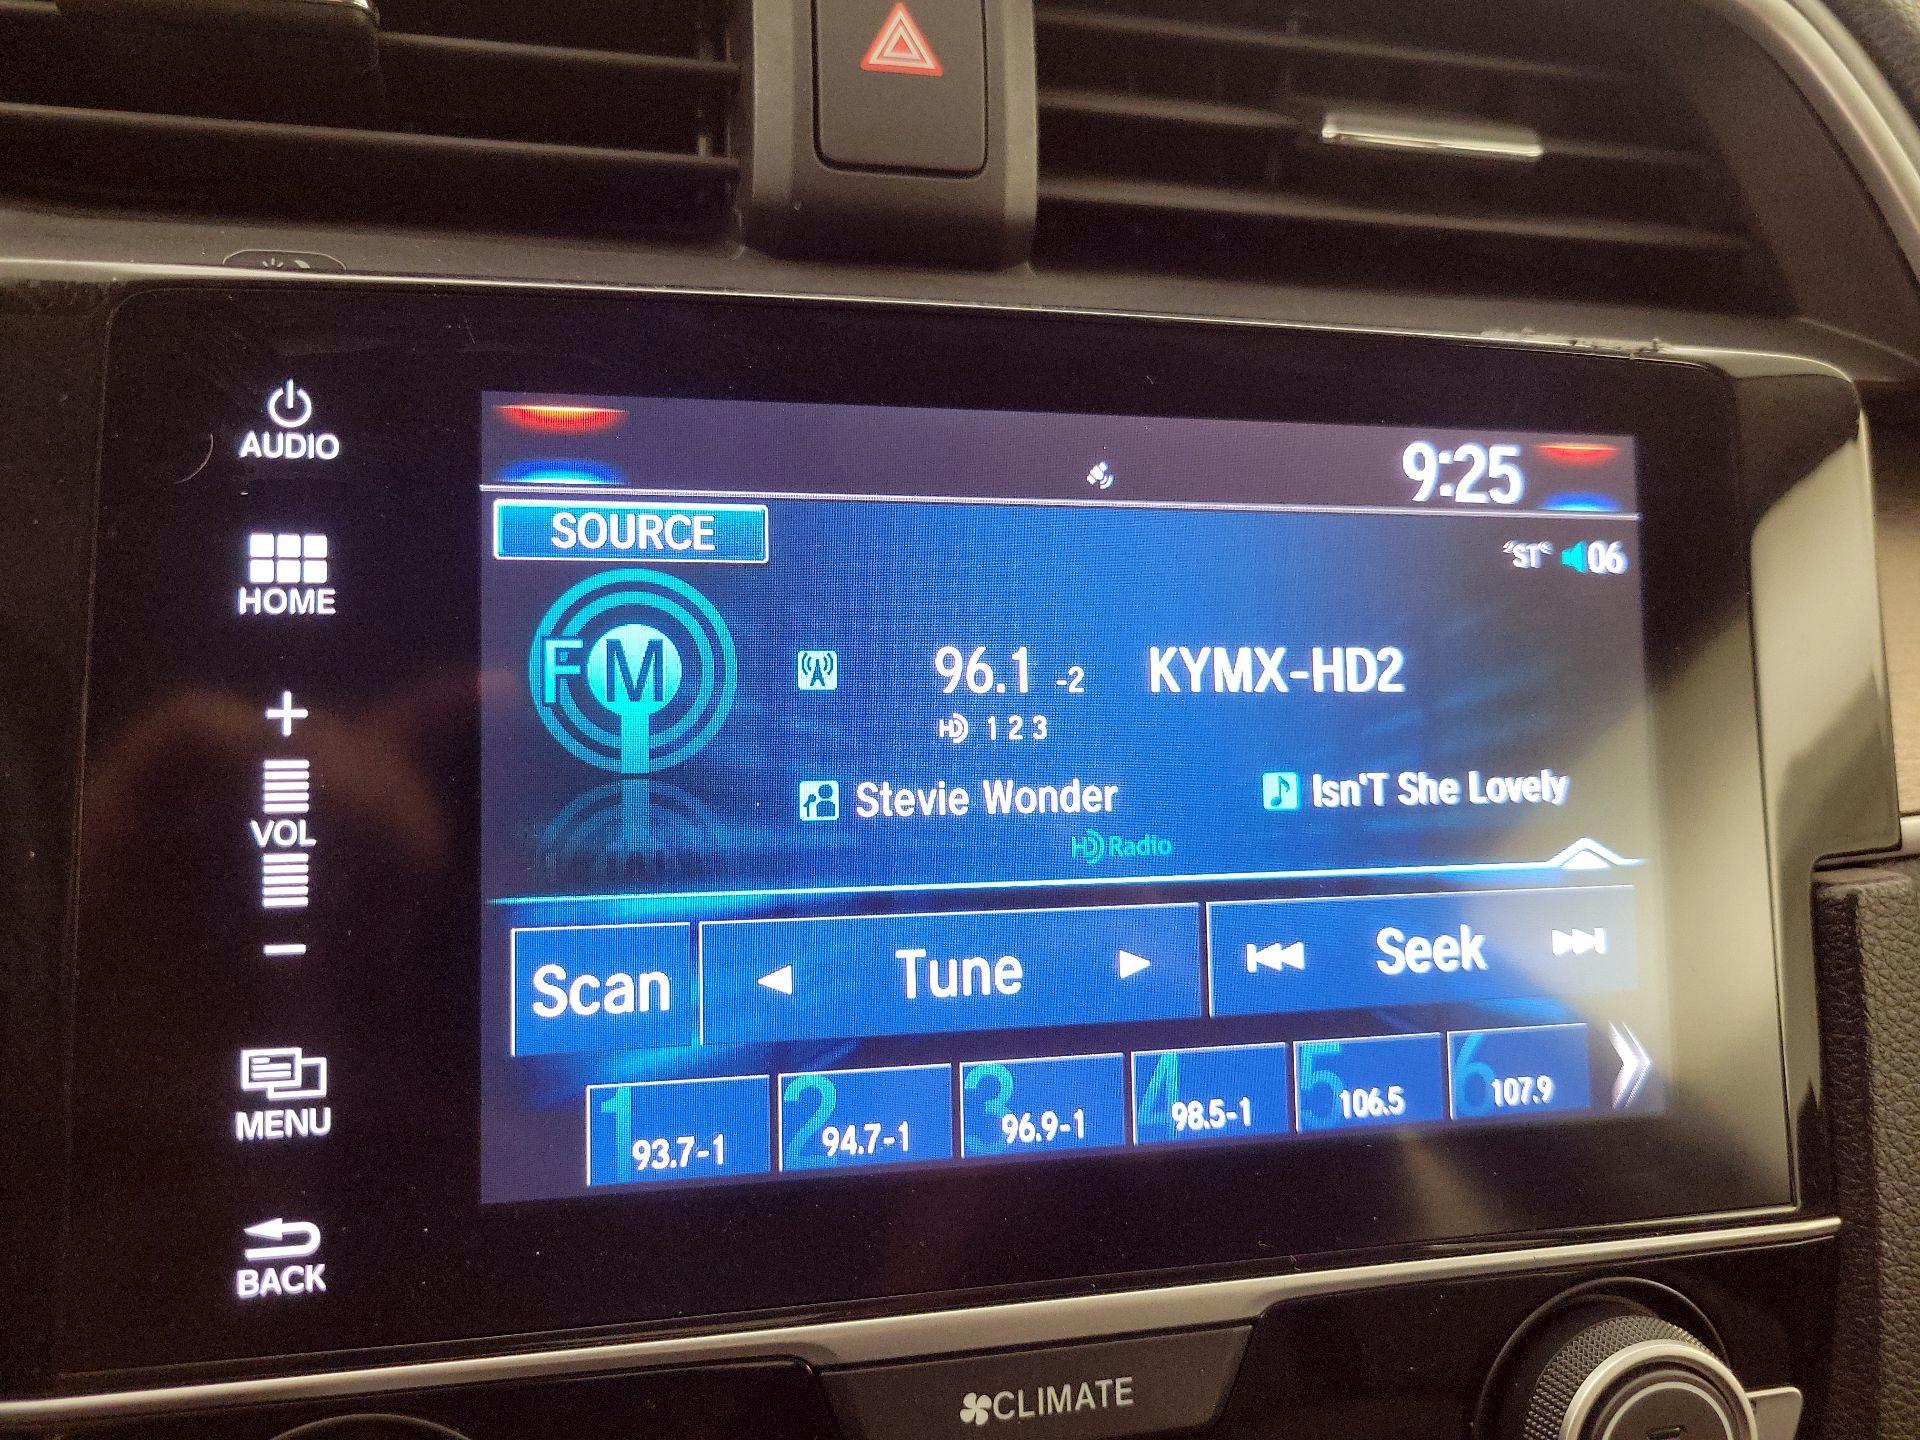 AUDIO
HOME
+
VOL
−
MENU
BACK
9:25
SOURCE
"ST" 06
FM
96.1 -2 KYMX-HD2
HD 1 2 3
Stevie Wonder Isn'T She Lovely
HD Radio
Scan Tune Seek
1 93.7-1
2 94.7-1
3 96.9-1
4 98.5-1
5 106.5
6 107.9
CLIMATE